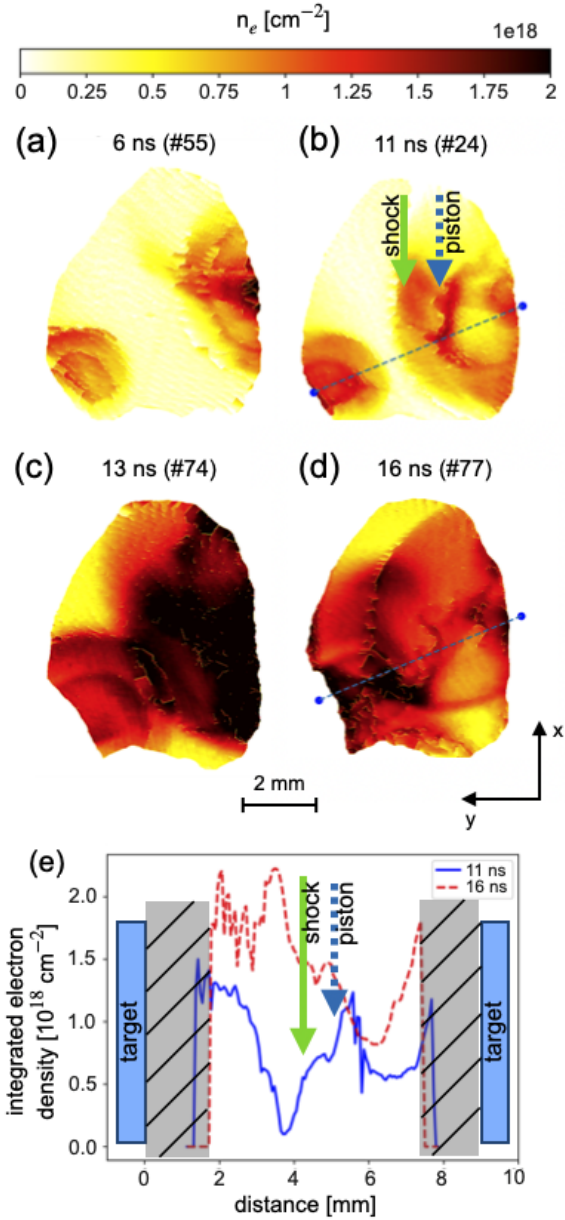 n_e [cm⁻²]
1e18
0 0.25 0.5 0.75 1 1.25 1.5 1.75 2
(a) 6 ns (#55)
(b) 11 ns (#24)
shock
piston
(c) 13 ns (#74)
(d) 16 ns (#77)
2 mm
x
y
(e)
11 ns
16 ns
shock
piston
target
target
2.0
1.5
1.0
0.5
0.0
integrated electron
density [10¹⁸ cm⁻²]
0 2 4 6 8 10
distance [mm]